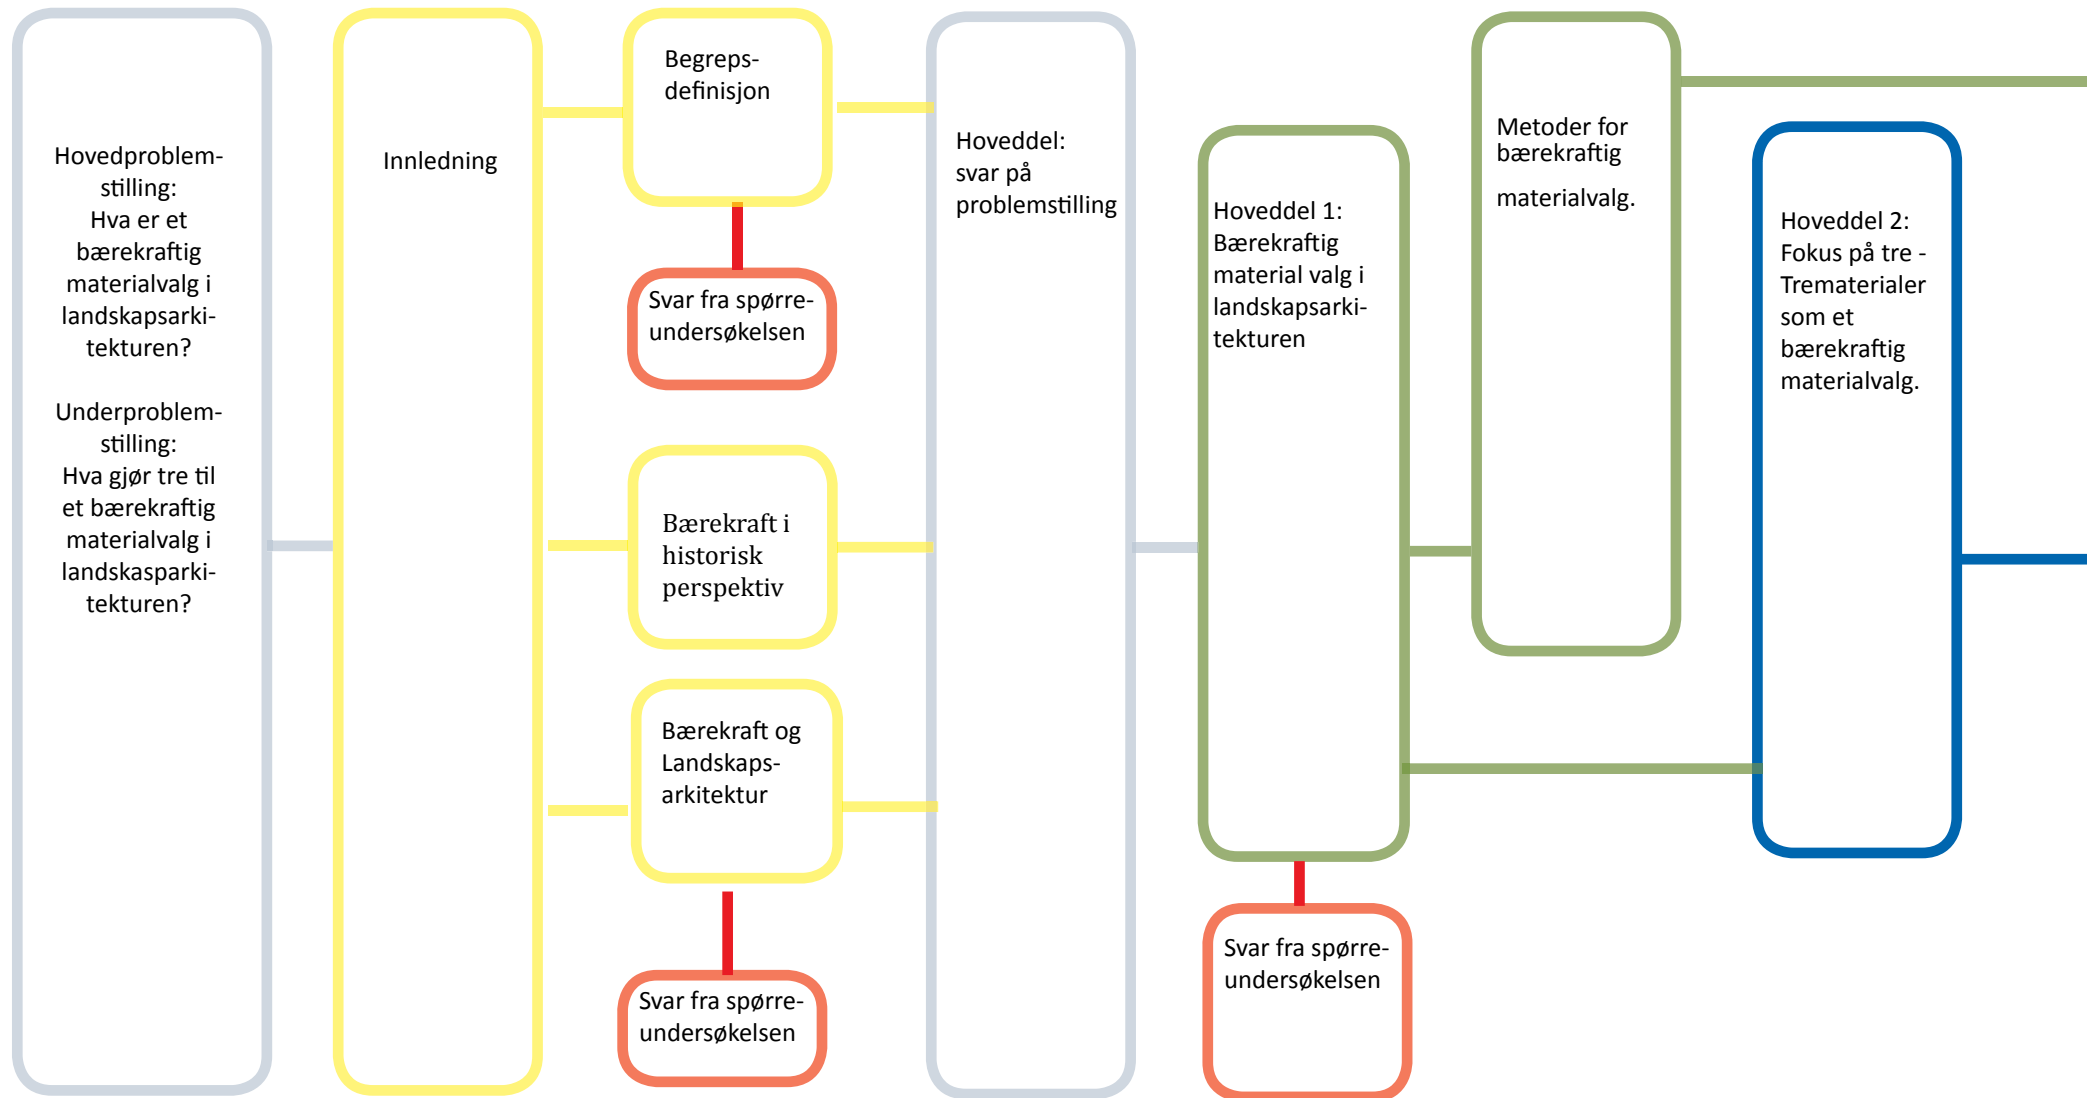 Hovedproblem-
stilling:
Hva er et
bærekraftig
materialvalg i
landskapsarki-
tekturen?
Underproblem-
stilling:
Hva gjør tre til
et bærekraftig
materialvalg i
landskasparki-
tekturen?
Innledning
Begreps-
definisjon
Svar fra spørre-
undersøkelsen
Bærekraft i
historisk
perspektiv
Bærekraft og
Landskaps-
arkitektur
Svar fra spørre-
undersøkelsen
Hoveddel:
svar på
problemstilling
Hoveddel 1:
Bærekraftig
material valg i
landskapsarki-
tekturen
Svar fra spørre-
undersøkelsen
Metoder for
bærekraftig
materialvalg.
Hoveddel 2:
Fokus på tre -
Trematerialer
som et
bærekraftig
materialvalg.